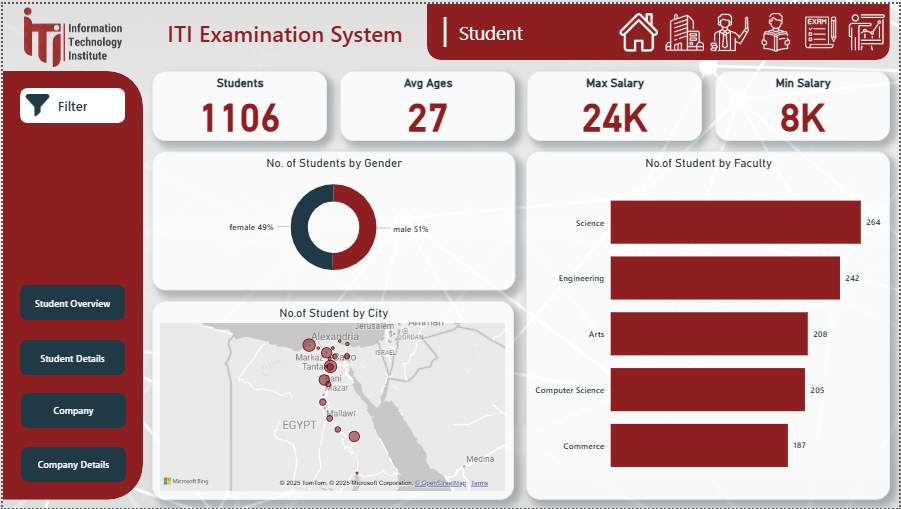 Information
Technology
Institute
ITI Examination System
Student
EXAM
Filter
Students
1106
Avg Ages
27
Max Salary
24K
Min Salary
8K
No. of Students by Gender
female 49%
male 51%
No.of Student by City
Jerusalem
Amman
Alexandria
JORDAN
ISRAEL
Cairo
Tanta
Mazar
Mallawi
EGYPT
Medina
Microsoft Bing
© 2025 TomTom, © 2025 Microsoft Corporation, © OpenStreetMap Terms
No.of Student by Faculty
Science
264
Engineering
242
Arts
208
Computer Science
205
Commerce
187
Student Overview
Student Details
Company
Company Details